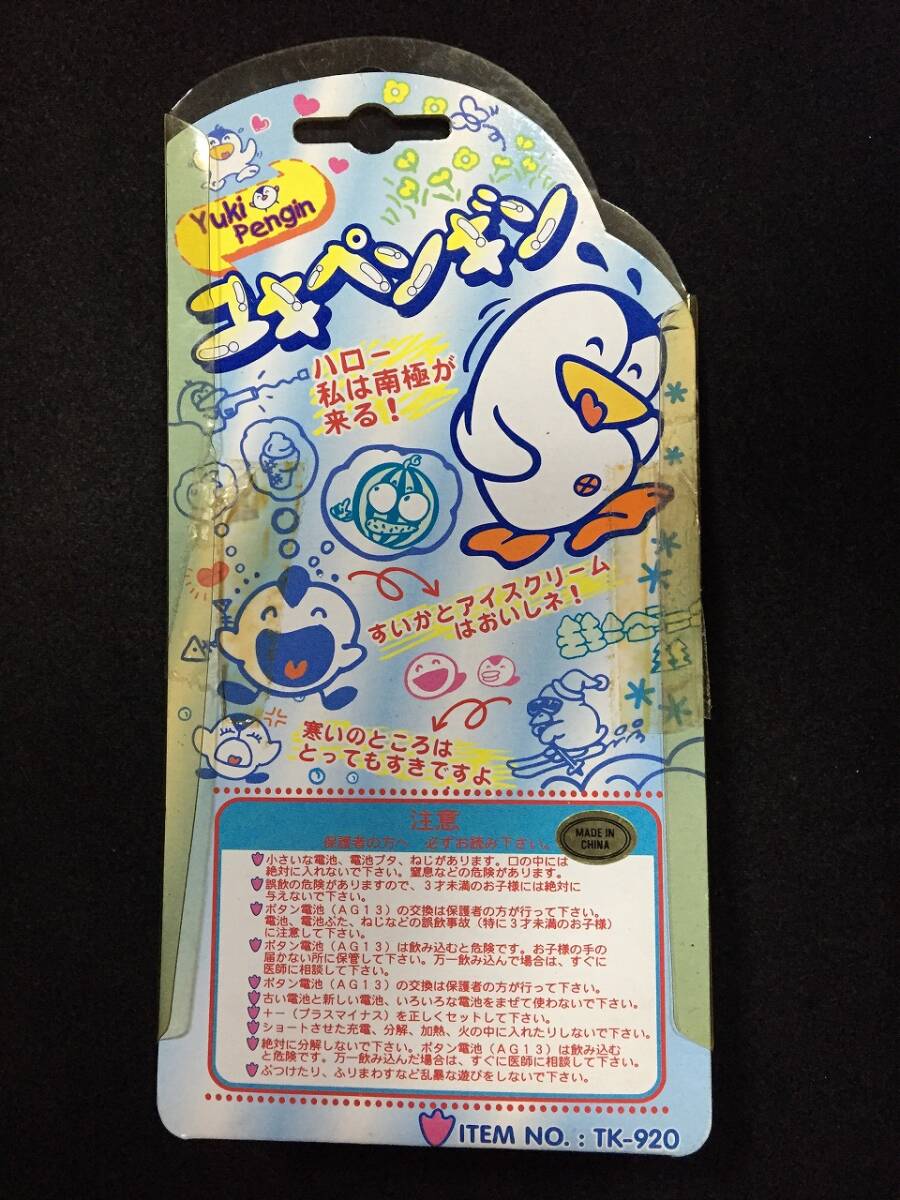 Yuki
Pengin
ユキペンギン
ハロー
私は南極が
来る!
すいかとアイスクリーム
はおいしネ!
寒いのところは
とってもすきですよ
注意
保護者の方へ 必ずお読み下さい。
MADE IN
CHINA
小さいな電池、電池ブタ、ねじがあります。口の中には
絶対に入れないで下さい。窒息などの危険があります。
誤飲の危険がありますので、3才未満のお子様には絶対に
与えないで下さい。
ボタン電池(AG13)の交換は保護者の方が行って下さい。
電池、電池ぶた、ねじなどの誤飲事故(特に3才未満のお子様)
に注意して下さい。
ボタン電池(AG13)は飲み込むと危険です。お子様の手の
届かない所に保管して下さい。万一飲み込んで場合は、すぐに
医師に相談して下さい。
ボタン電池(AG13)の交換は保護者の方が行って下さい。
古い電池と新しい電池、いろいろな電池をまぜて使わないで下さい。
+-(プラスマイナス)を正しくセットして下さい。
ショートさせた充電、分解、加熱、火の中に入れたりしないで下さい。
絶対に分解しないで下さい。ボタン電池(AG13)は飲み込む
と危険です。万一飲み込んだ場合は、すぐに医師に相談して下さい。
ぶつけたり、ふりまわすなど乱暴な遊びをしないで下さい。
ITEM NO. : TK-920